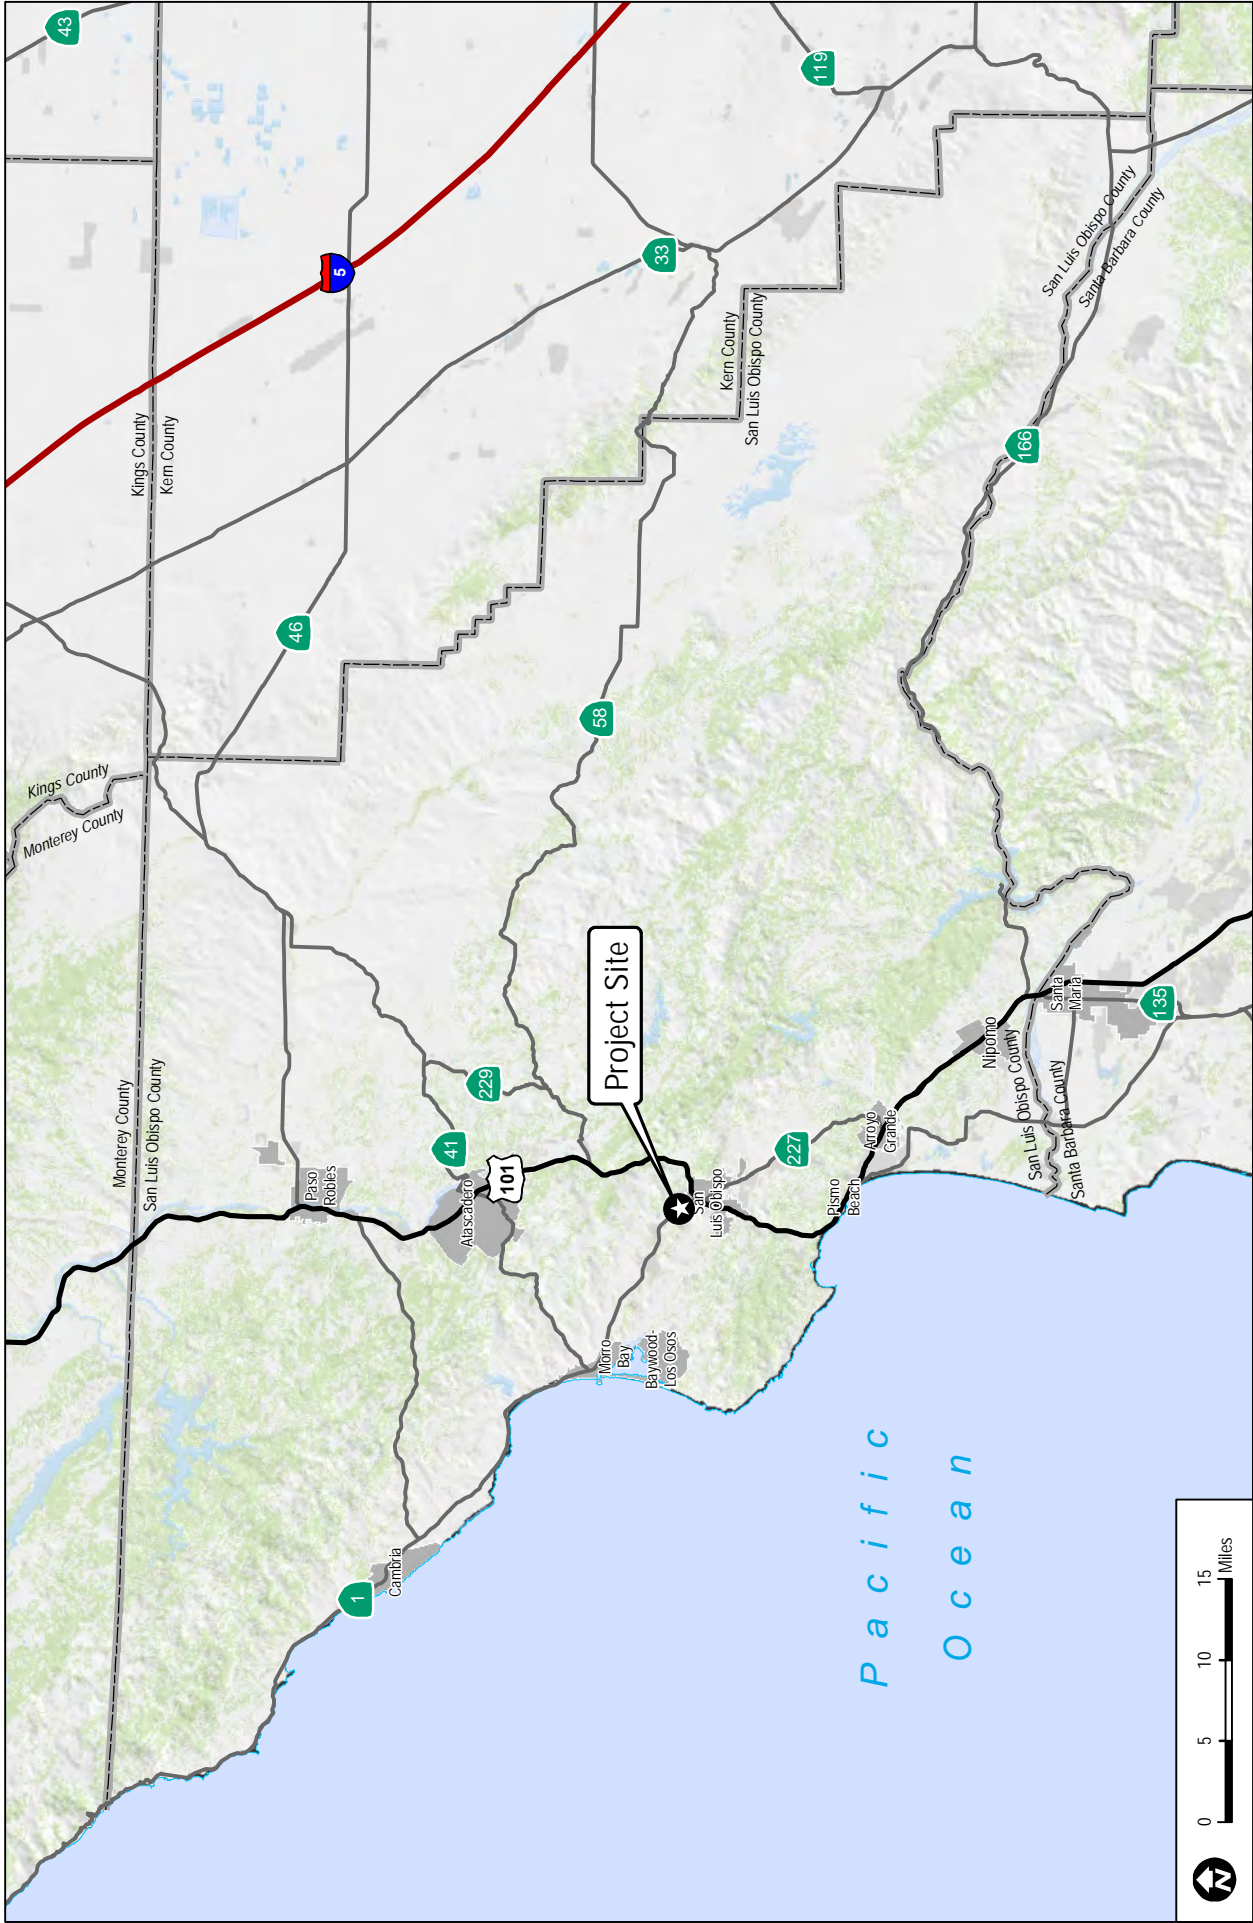 43
119
5
33
Kings County
Kern County
Kern County
San Luis Obispo County
San Luis Obispo County
Santa Barbara County
166
46
58
Kings County
Monterey County
Monterey County
San Luis Obispo County
Project Site
229
41
101
227
135
1
Paso
Robles
Atascadero
San
Luis Obispo
Morro
Bay
Baywood-
Los Osos
Cambria
Pismo
Beach
Arroyo
Grande
Nipomo
Santa
Maria
San Luis Obispo County
Santa Barbara County
Pacific
Ocean
N
0 5 10 15
Miles